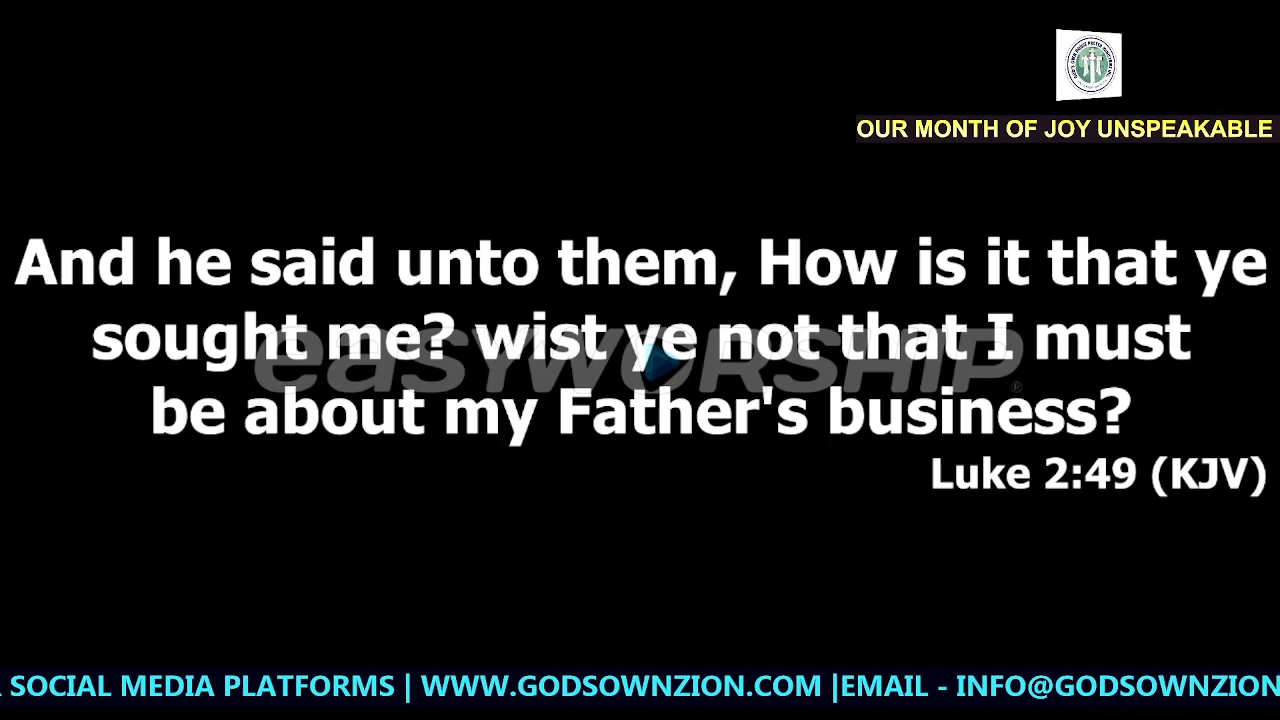 OUR MONTH OF JOY UNSPEAKABLE
And he said unto them, How is it that ye
sought me? wist ye not that I must
be about my Father's business?
easyworship
Luke 2:49 (KJV)
SOCIAL MEDIA PLATFORMS | WWW.GODSOWNZION.COM |EMAIL - INFO@GODSOWNZION